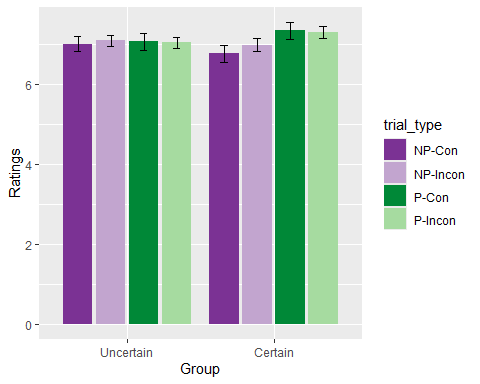 Ratings
6
4
2
0
Uncertain
Certain
Group
trial_type
NP-Con
NP-Incon
P-Con
P-Incon